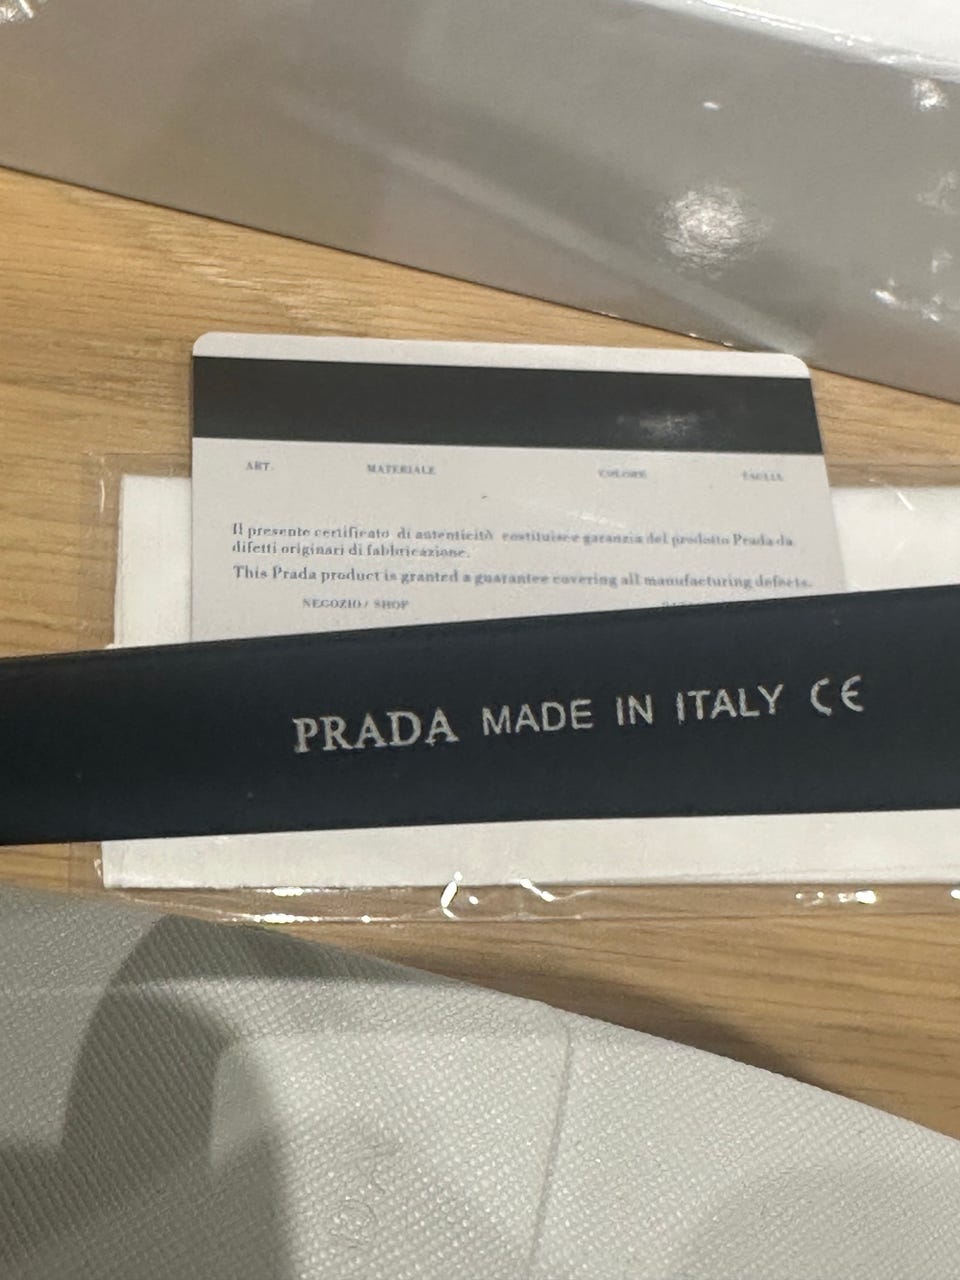 ART. MATERIALE COLORE TAGLIA
Il presente certificato di autenticità costituisce garanzia del prodotto Prada da
difetti originari di fabbricazione.
This Prada product is granted a guarantee covering all manufacturing defects.
NEGOZIO / SHOP
PRADA MADE IN ITALY CE